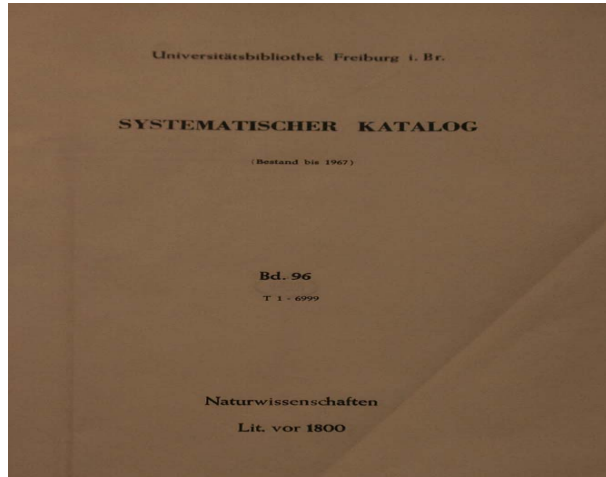 Universitätsbibliothek Freiburg i. Br.
SYSTEMATISCHER KATALOG
(Bestand bis 1967)
Bd. 96
T 1 - 6999
Naturwissenschaften
Lit. vor 1800